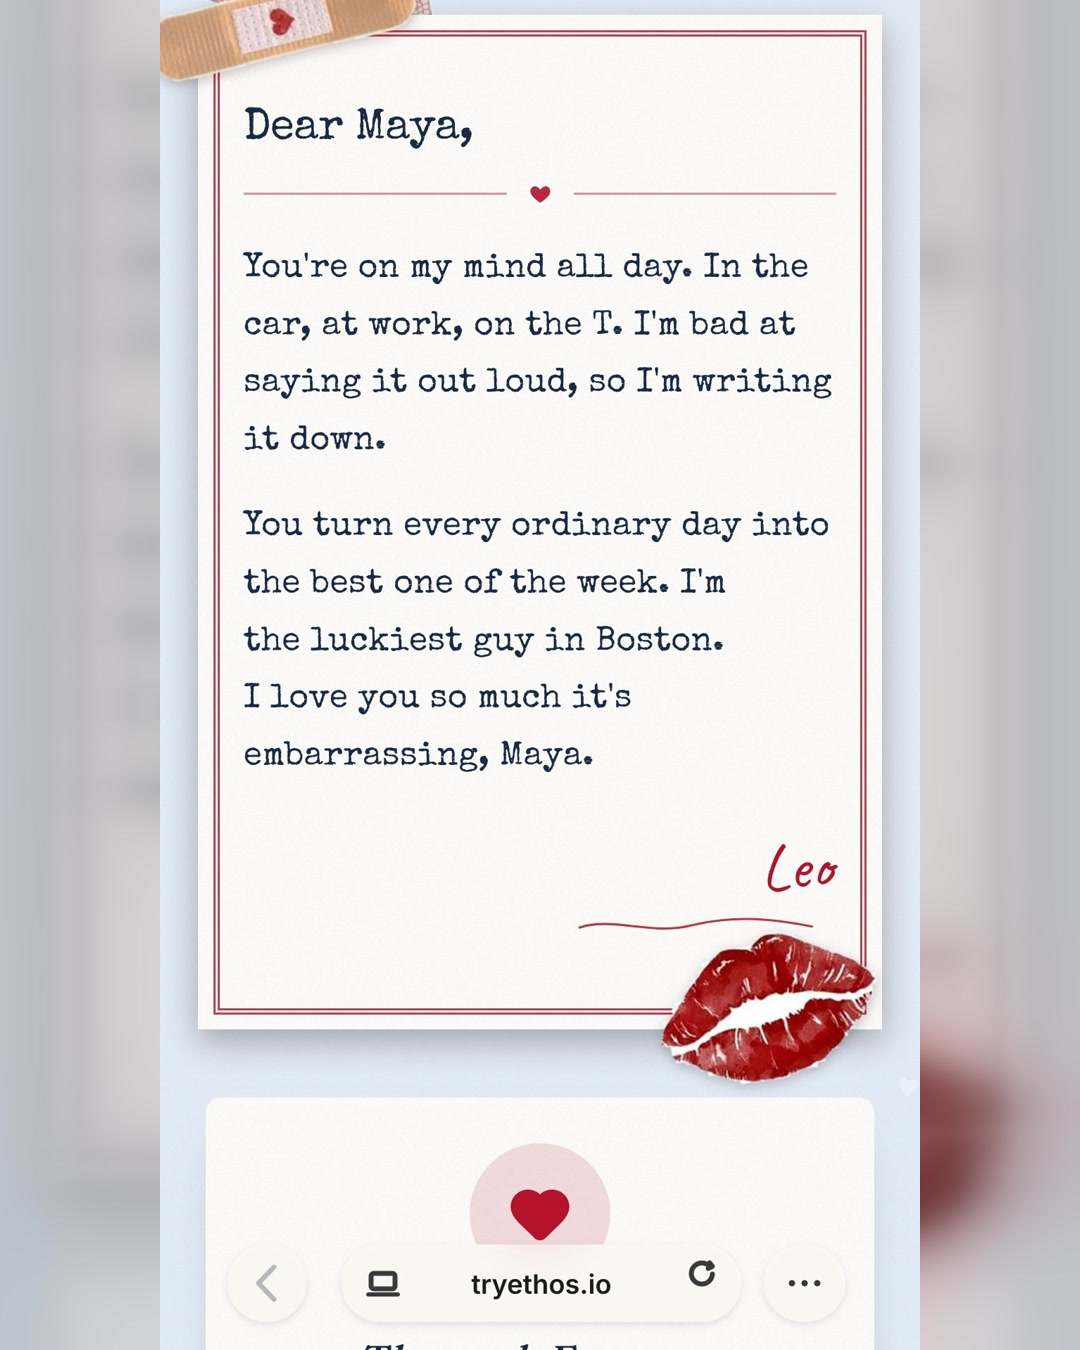 Dear Maya,
You're on my mind all day. In the
car, at work, on the T. I'm bad at
saying it out loud, so I'm writing
it down.
You turn every ordinary day into
the best one of the week. I'm
the luckiest guy in Boston.
I love you so much it's
embarrassing, Maya.
Leo
tryethos.io